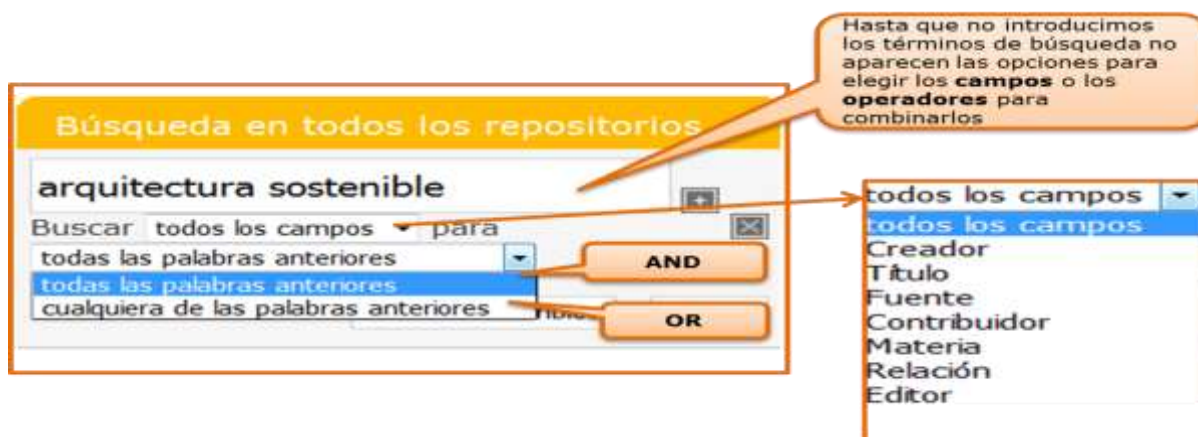 Hasta que no introducimos
los términos de búsqueda no
aparecen las opciones para
elegir los campos o los
operadores para
combinarlos
Búsqueda en todos los repositorios
arquitectura sostenible
Buscar todos los campos para
todas las palabras anteriores
todas las palabras anteriores
cualquiera de las palabras anteriores
AND
OR
todos los campos
todos los campos
Creador
Título
Fuente
Contribuidor
Materia
Relación
Editor